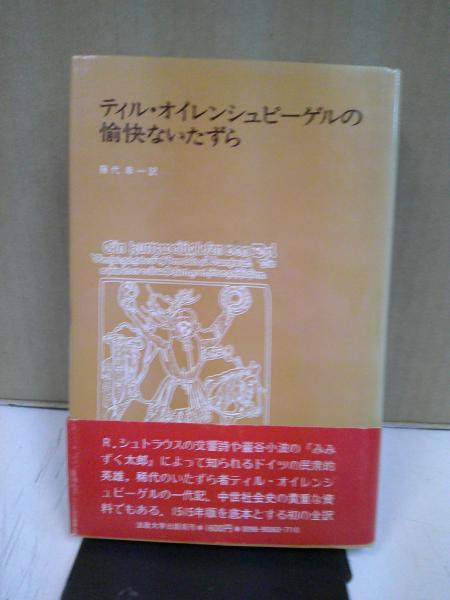 ティル・オイレンシュピーゲルの
愉快ないたずら
藤代 幸一訳
R.シュトラウスの交響詩や巌谷小波の『みみ
ずく太郎』によって知られるドイツの民衆的
英雄、稀代のいたずら者ティル・オイレンシ
ュピーゲルの一代記。中世社会史の貴重な資
料でもある。1515年版を底本とする初の全訳
法政大学出版局刊 1600円